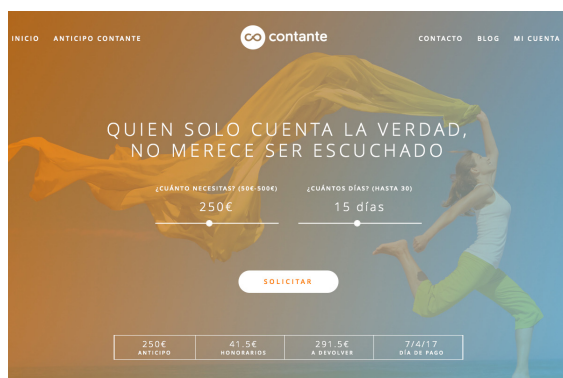 INICIO ANTICIPO CONTANTE contante CONTACTO BLOG MI CUENTA
QUIEN SOLO CUENTA LA VERDAD,
NO MERECE SER ESCUCHADO
¿CUÁNTO NECESITAS? (50€-500€) ¿CUÁNTOS DÍAS? (HASTA 30)
250€ 15 días
SOLICITAR
250€ 41.5€ 291.5€ 7/4/17
ANTICIPO HONORARIOS A DEVOLVER DÍA DE PAGO